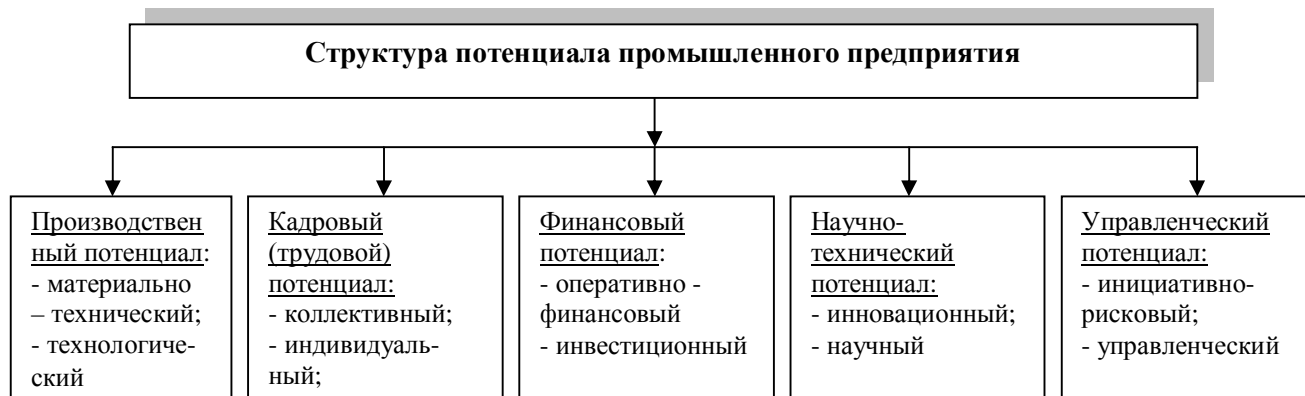 Структура потенциала промышленного предприятия
Производствен
ный потенциал:
- материально
– технический;
- технологиче-
ский
Кадровый
(трудовой)
потенциал:
- коллективный;
- индивидуаль-
ный;
Финансовый
потенциал:
- оперативно -
финансовый
- инвестиционный
Научно-
технический
потенциал:
- инновационный;
- научный
Управленческий
потенциал:
- инициативно-
рисковый;
- управленческий